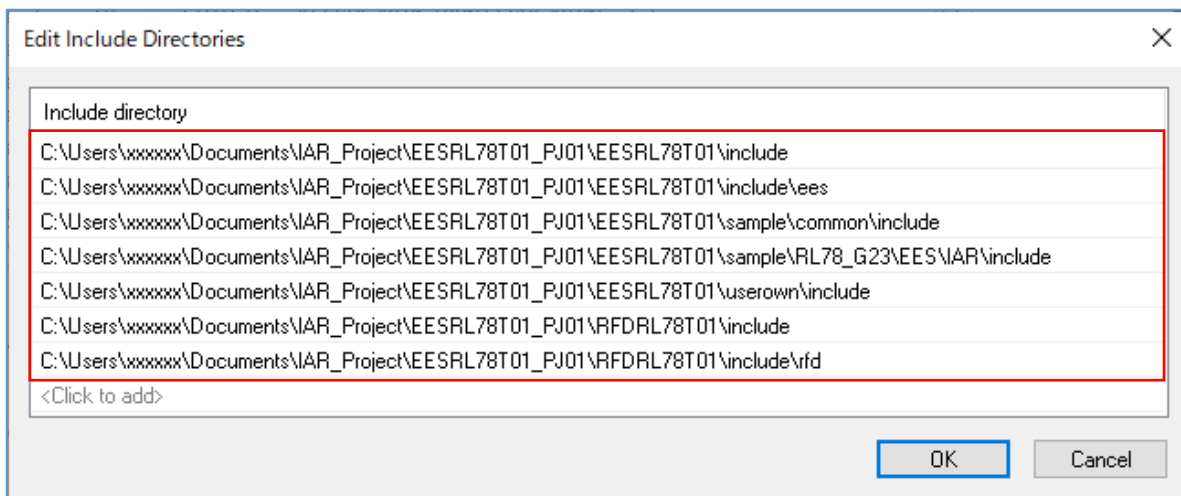 Edit Include Directories
Include directory
C:\Users\xxxxxx\Documents\IAR_Project\EESRL78T01_PJ01\EESRL78T01\include
C:\Users\xxxxxx\Documents\IAR_Project\EESRL78T01_PJ01\EESRL78T01\include\ees
C:\Users\xxxxxx\Documents\IAR_Project\EESRL78T01_PJ01\EESRL78T01\sample\common\include
C:\Users\xxxxxx\Documents\IAR_Project\EESRL78T01_PJ01\EESRL78T01\sample\RL78_G23\EES\IAR\include
C:\Users\xxxxxx\Documents\IAR_Project\EESRL78T01_PJ01\EESRL78T01\userown\include
C:\Users\xxxxxx\Documents\IAR_Project\EESRL78T01_PJ01\RFDRL78T01\include
C:\Users\xxxxxx\Documents\IAR_Project\EESRL78T01_PJ01\RFDRL78T01\include\rfd
<Click to add>
OK Cancel